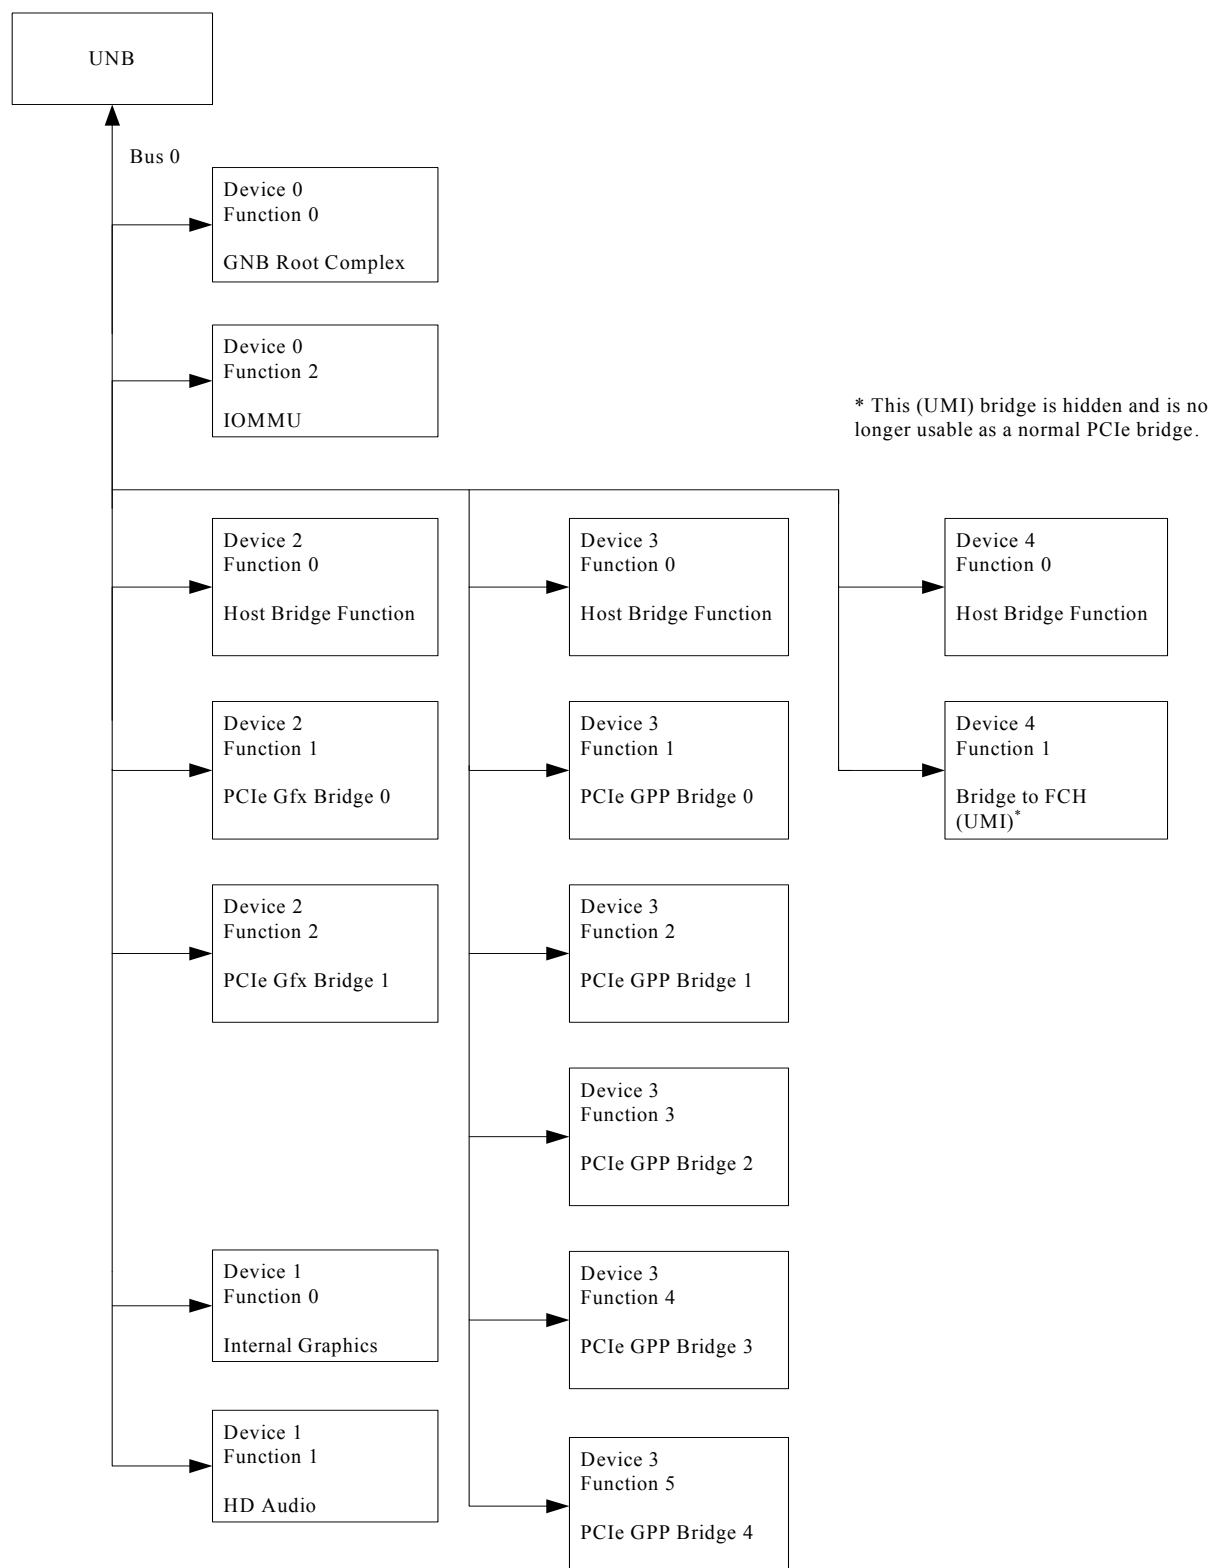 UNB
Bus 0
Device 0
Function 0
GNB Root Complex
Device 0
Function 2
IOMMU
* This (UMI) bridge is hidden and is no
longer usable as a normal PCIe bridge.
Device 2
Function 0
Host Bridge Function
Device 3
Function 0
Host Bridge Function
Device 4
Function 0
Host Bridge Function
Device 2
Function 1
PCIe Gfx Bridge 0
Device 3
Function 1
PCIe GPP Bridge 0
Device 4
Function 1
Bridge to FCH
(UMI)*
Device 2
Function 2
PCIe Gfx Bridge 1
Device 3
Function 2
PCIe GPP Bridge 1
Device 3
Function 3
PCIe GPP Bridge 2
Device 1
Function 0
Internal Graphics
Device 3
Function 4
PCIe GPP Bridge 3
Device 1
Function 1
HD Audio
Device 3
Function 5
PCIe GPP Bridge 4